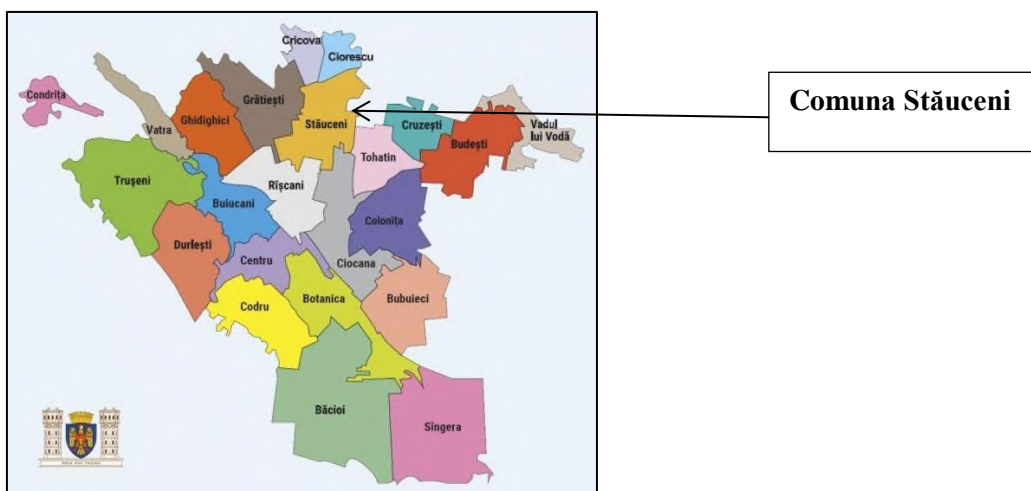 Cricova
Ciorescu
Condrița
Grătiești
Ghidighici
Vatra
Stăuceni
Cruzești
Vadul
lui Vodă
Budești
Tohatin
Trușeni
Rîșcani
Buiucani
Colonița
Durlești
Centru
Ciocana
Codru
Botanica
Bubuieci
Băcioi
Sîngera
Comuna Stăuceni